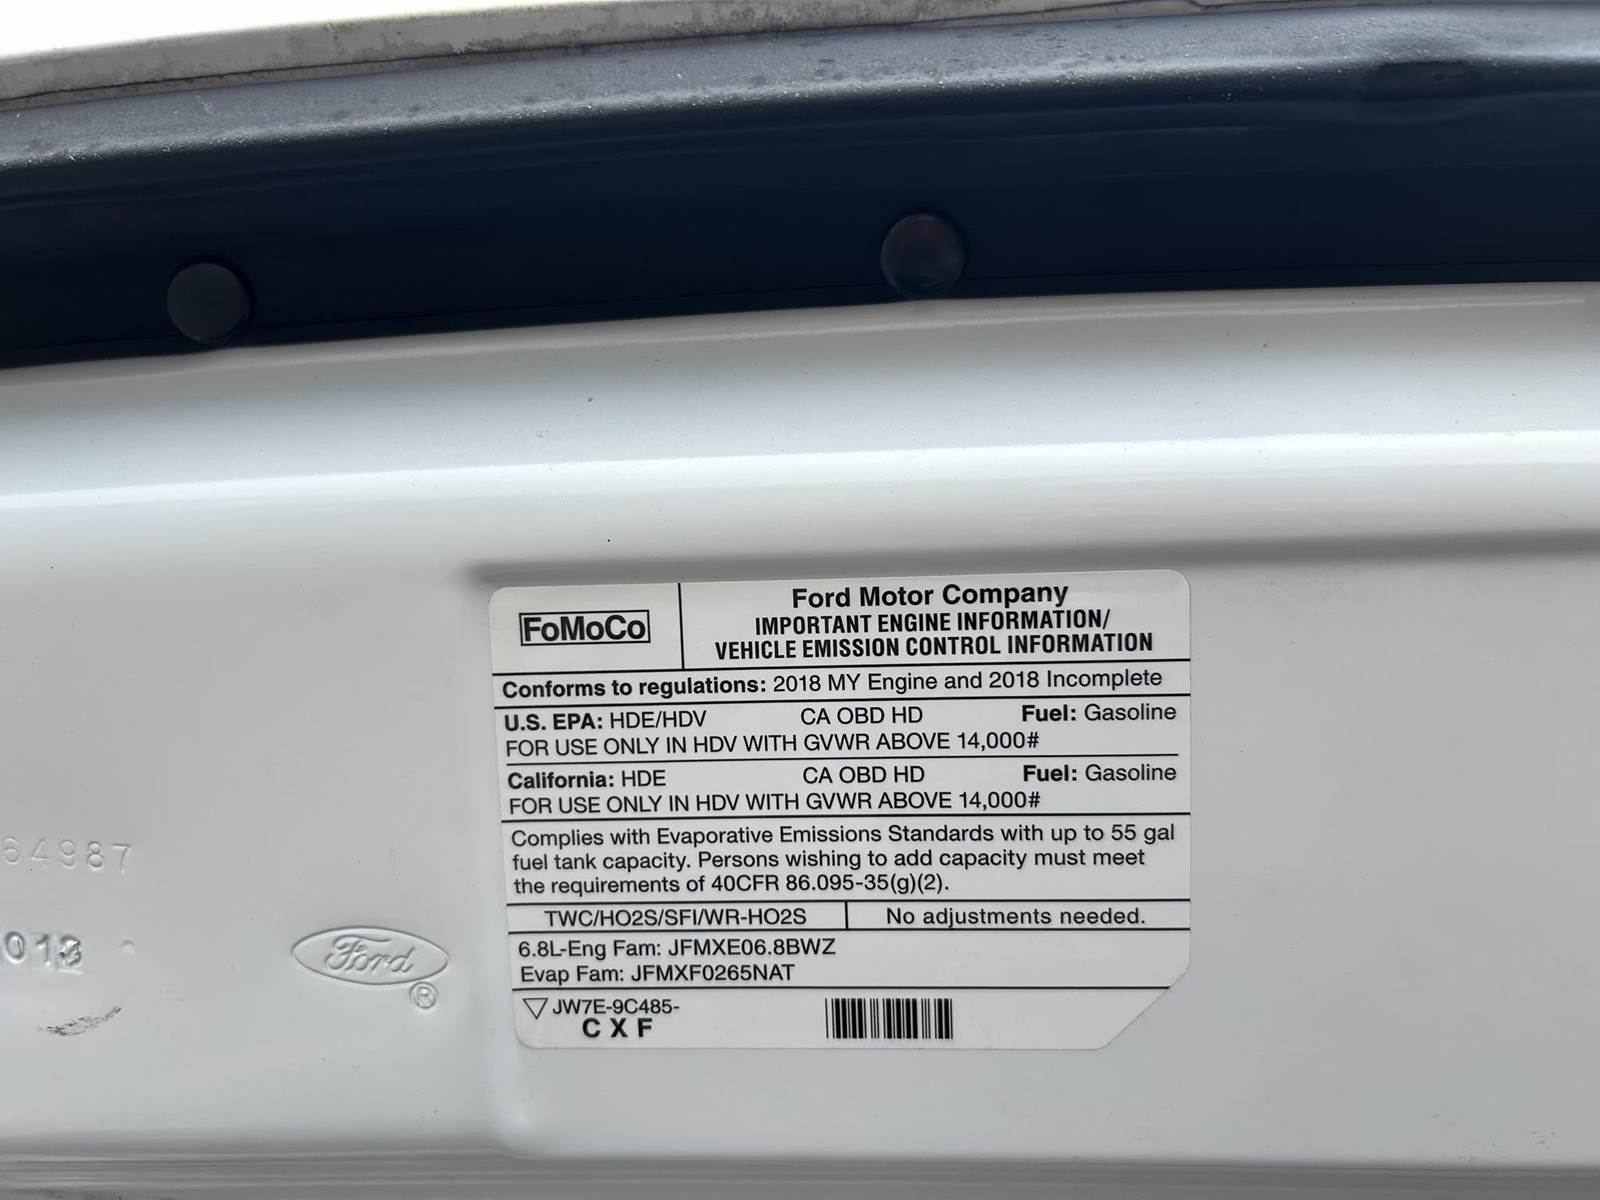 FoMoCo
Ford Motor Company
IMPORTANT ENGINE INFORMATION/
VEHICLE EMISSION CONTROL INFORMATION
Conforms to regulations: 2018 MY Engine and 2018 Incomplete
U.S. EPA: HDE/HDV CA OBD HD Fuel: Gasoline
FOR USE ONLY IN HDV WITH GVWR ABOVE 14,000#
California: HDE CA OBD HD Fuel: Gasoline
FOR USE ONLY IN HDV WITH GVWR ABOVE 14,000#
Complies with Evaporative Emissions Standards with up to 55 gal
fuel tank capacity. Persons wishing to add capacity must meet
the requirements of 40CFR 86.095-35(g)(2).
TWC/HO2S/SFI/WR-HO2S No adjustments needed.
6.8L-Eng Fam: JFMXE06.8BWZ
Evap Fam: JFMXF0265NAT
JW7E-9C485-
C X F
64987
Ford ®